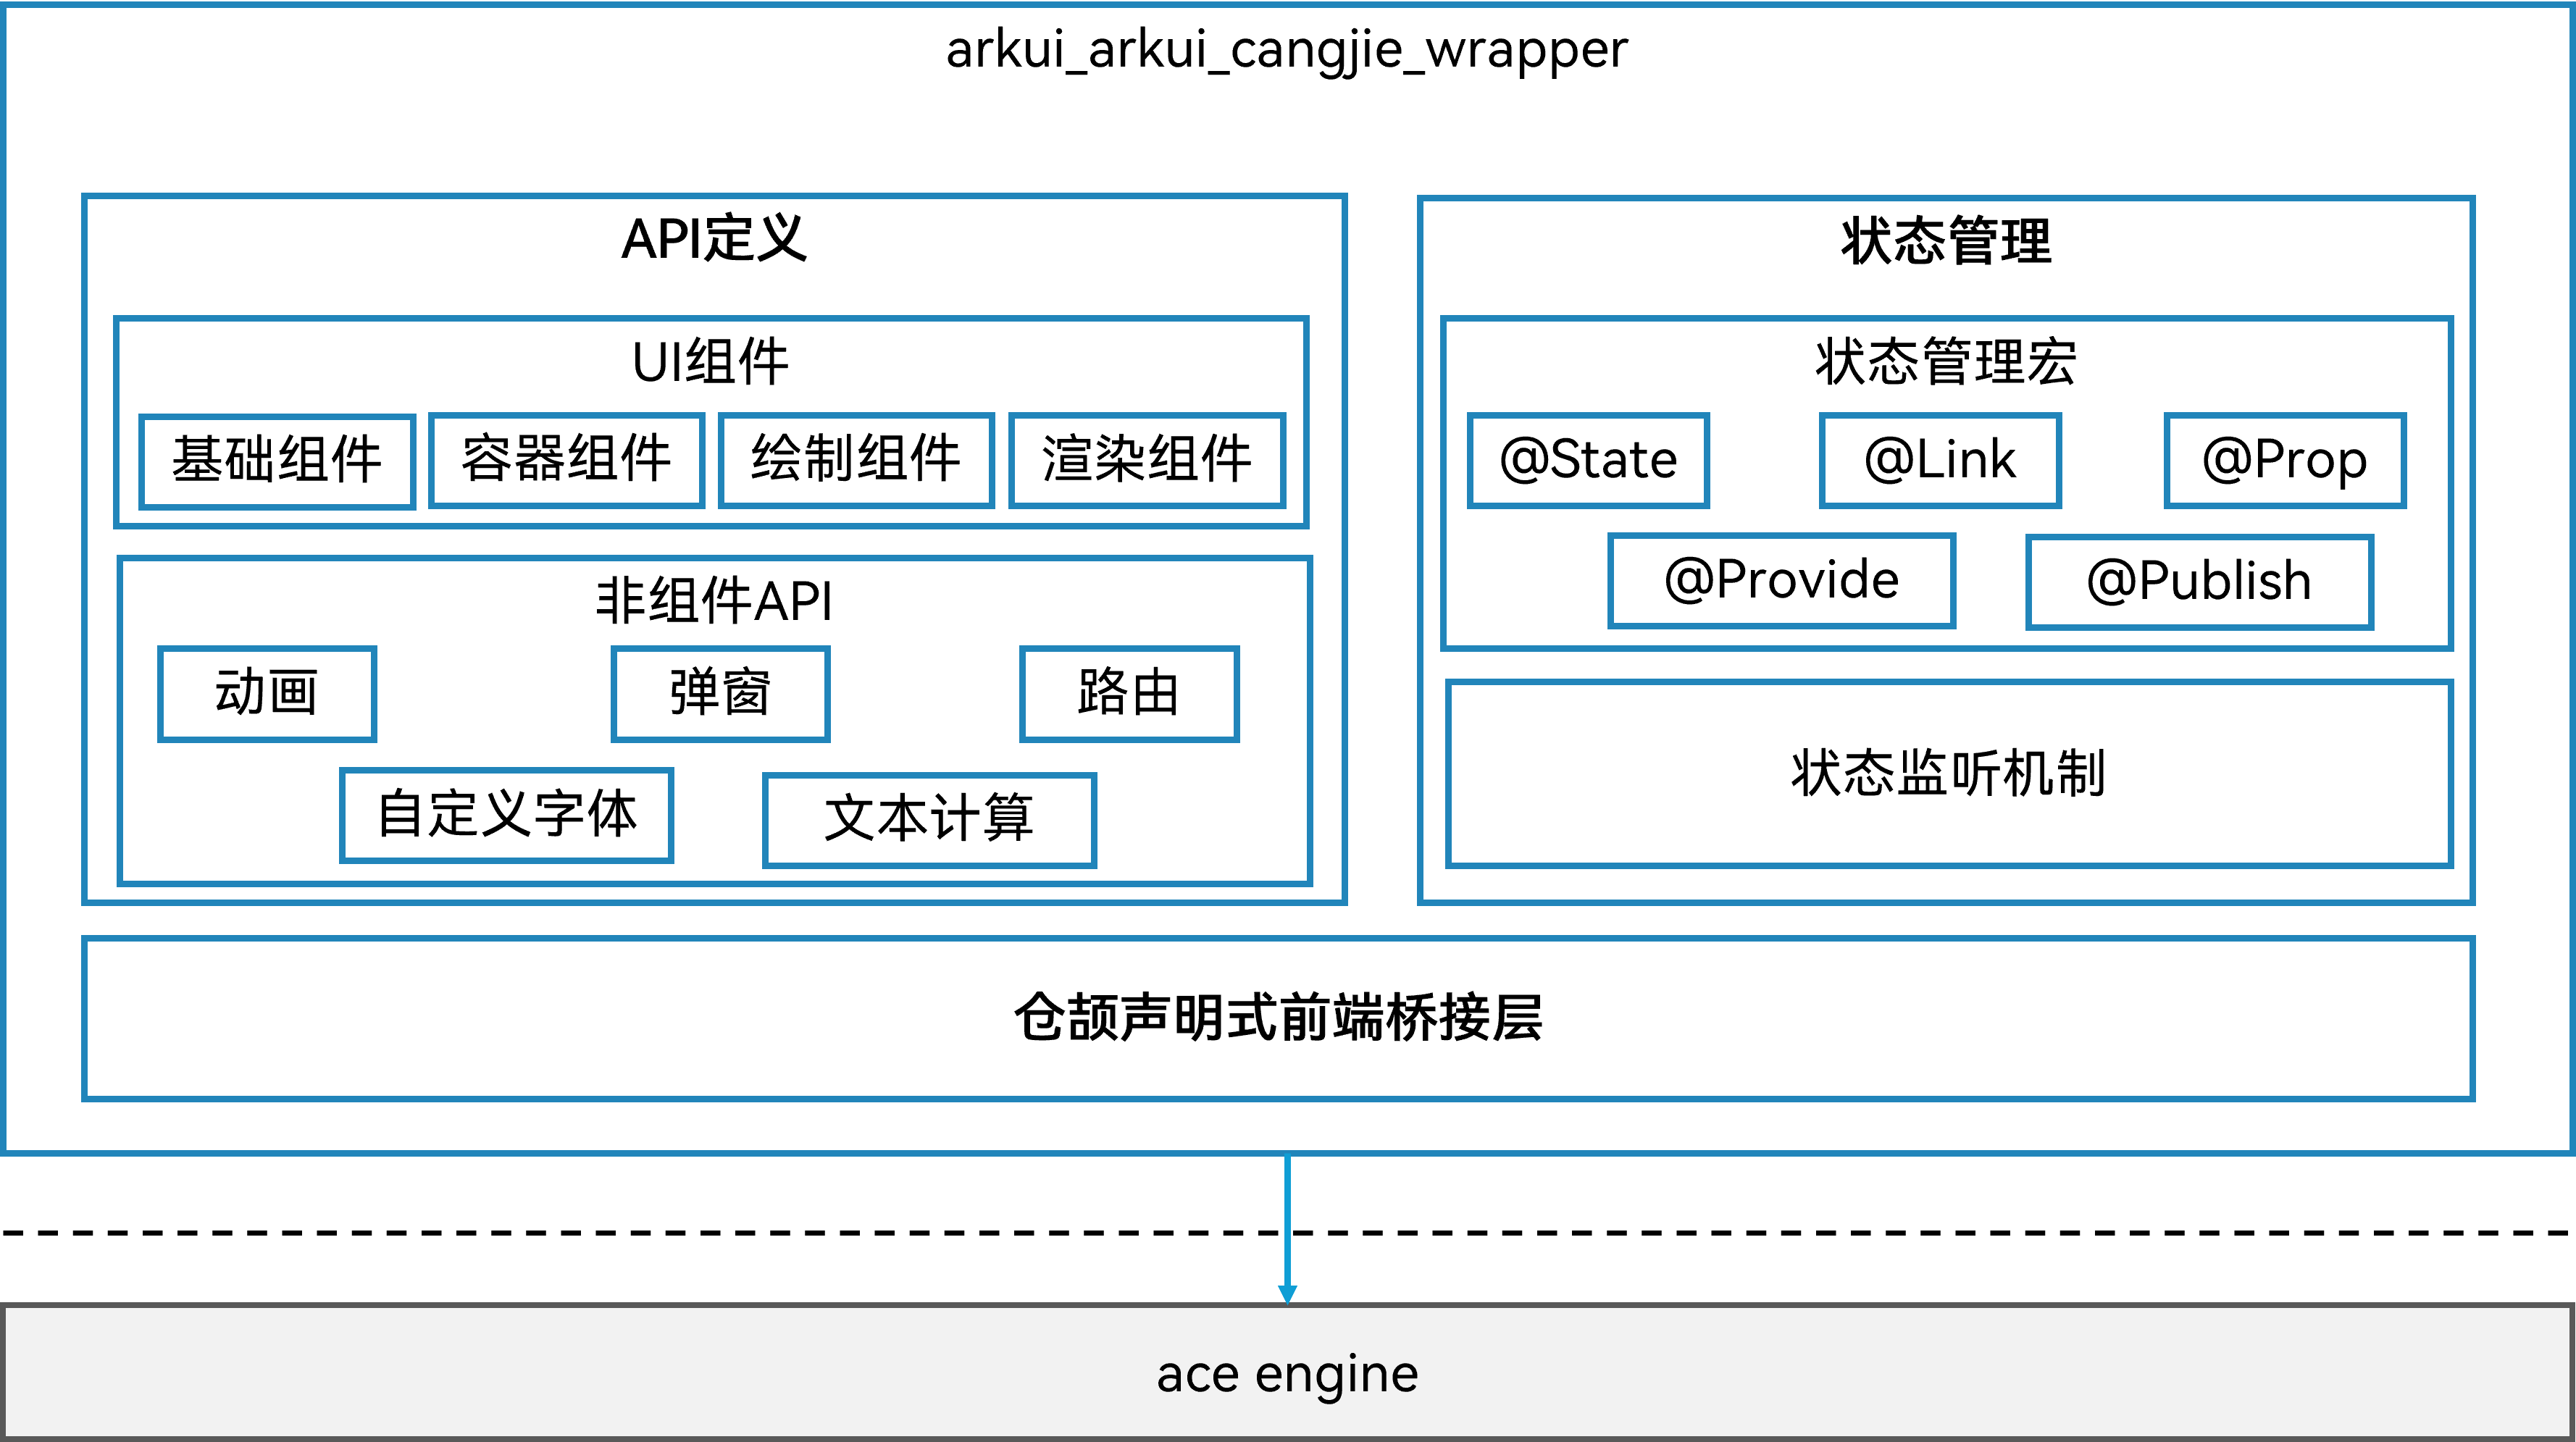 arkui_arkui_cangjie_wrapper
API定义
UI组件
基础组件
容器组件
绘制组件
渲染组件
非组件API
动画
弹窗
路由
自定义字体
文本计算
状态管理
状态管理宏
@State
@Link
@Prop
@Provide
@Publish
状态监听机制
仓颉声明式前端桥接层
ace engine